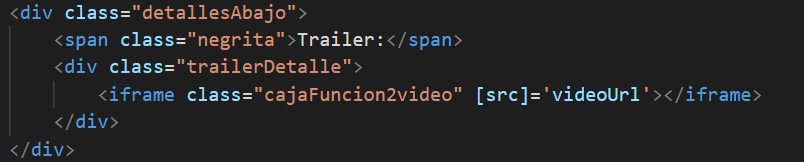 <div class="detallesAbajo">
<span class="negrita">Trailer:</span>
<div class="trailerDetalle">
<iframe class="cajaFuncion2video" [src]='videoUrl'></iframe>
</div>
</div>